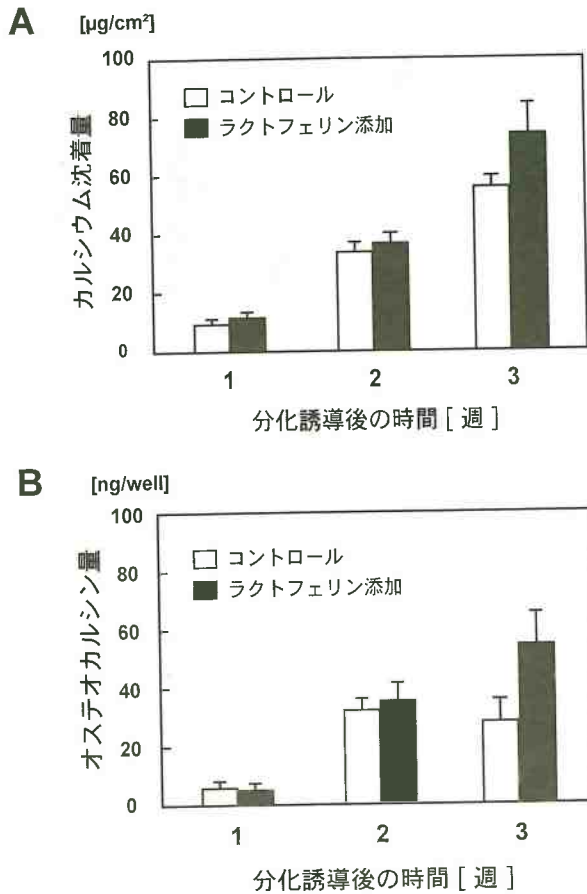 A
[µg/cm²]
カルシウム沈着量
100
80
60
40
20
0
コントロール
ラクトフェリン添加
1 2 3
分化誘導後の時間 [ 週 ]
B
[ng/well]
オステオカルシン量
100
80
60
40
20
0
コントロール
ラクトフェリン添加
1 2 3
分化誘導後の時間 [ 週 ]